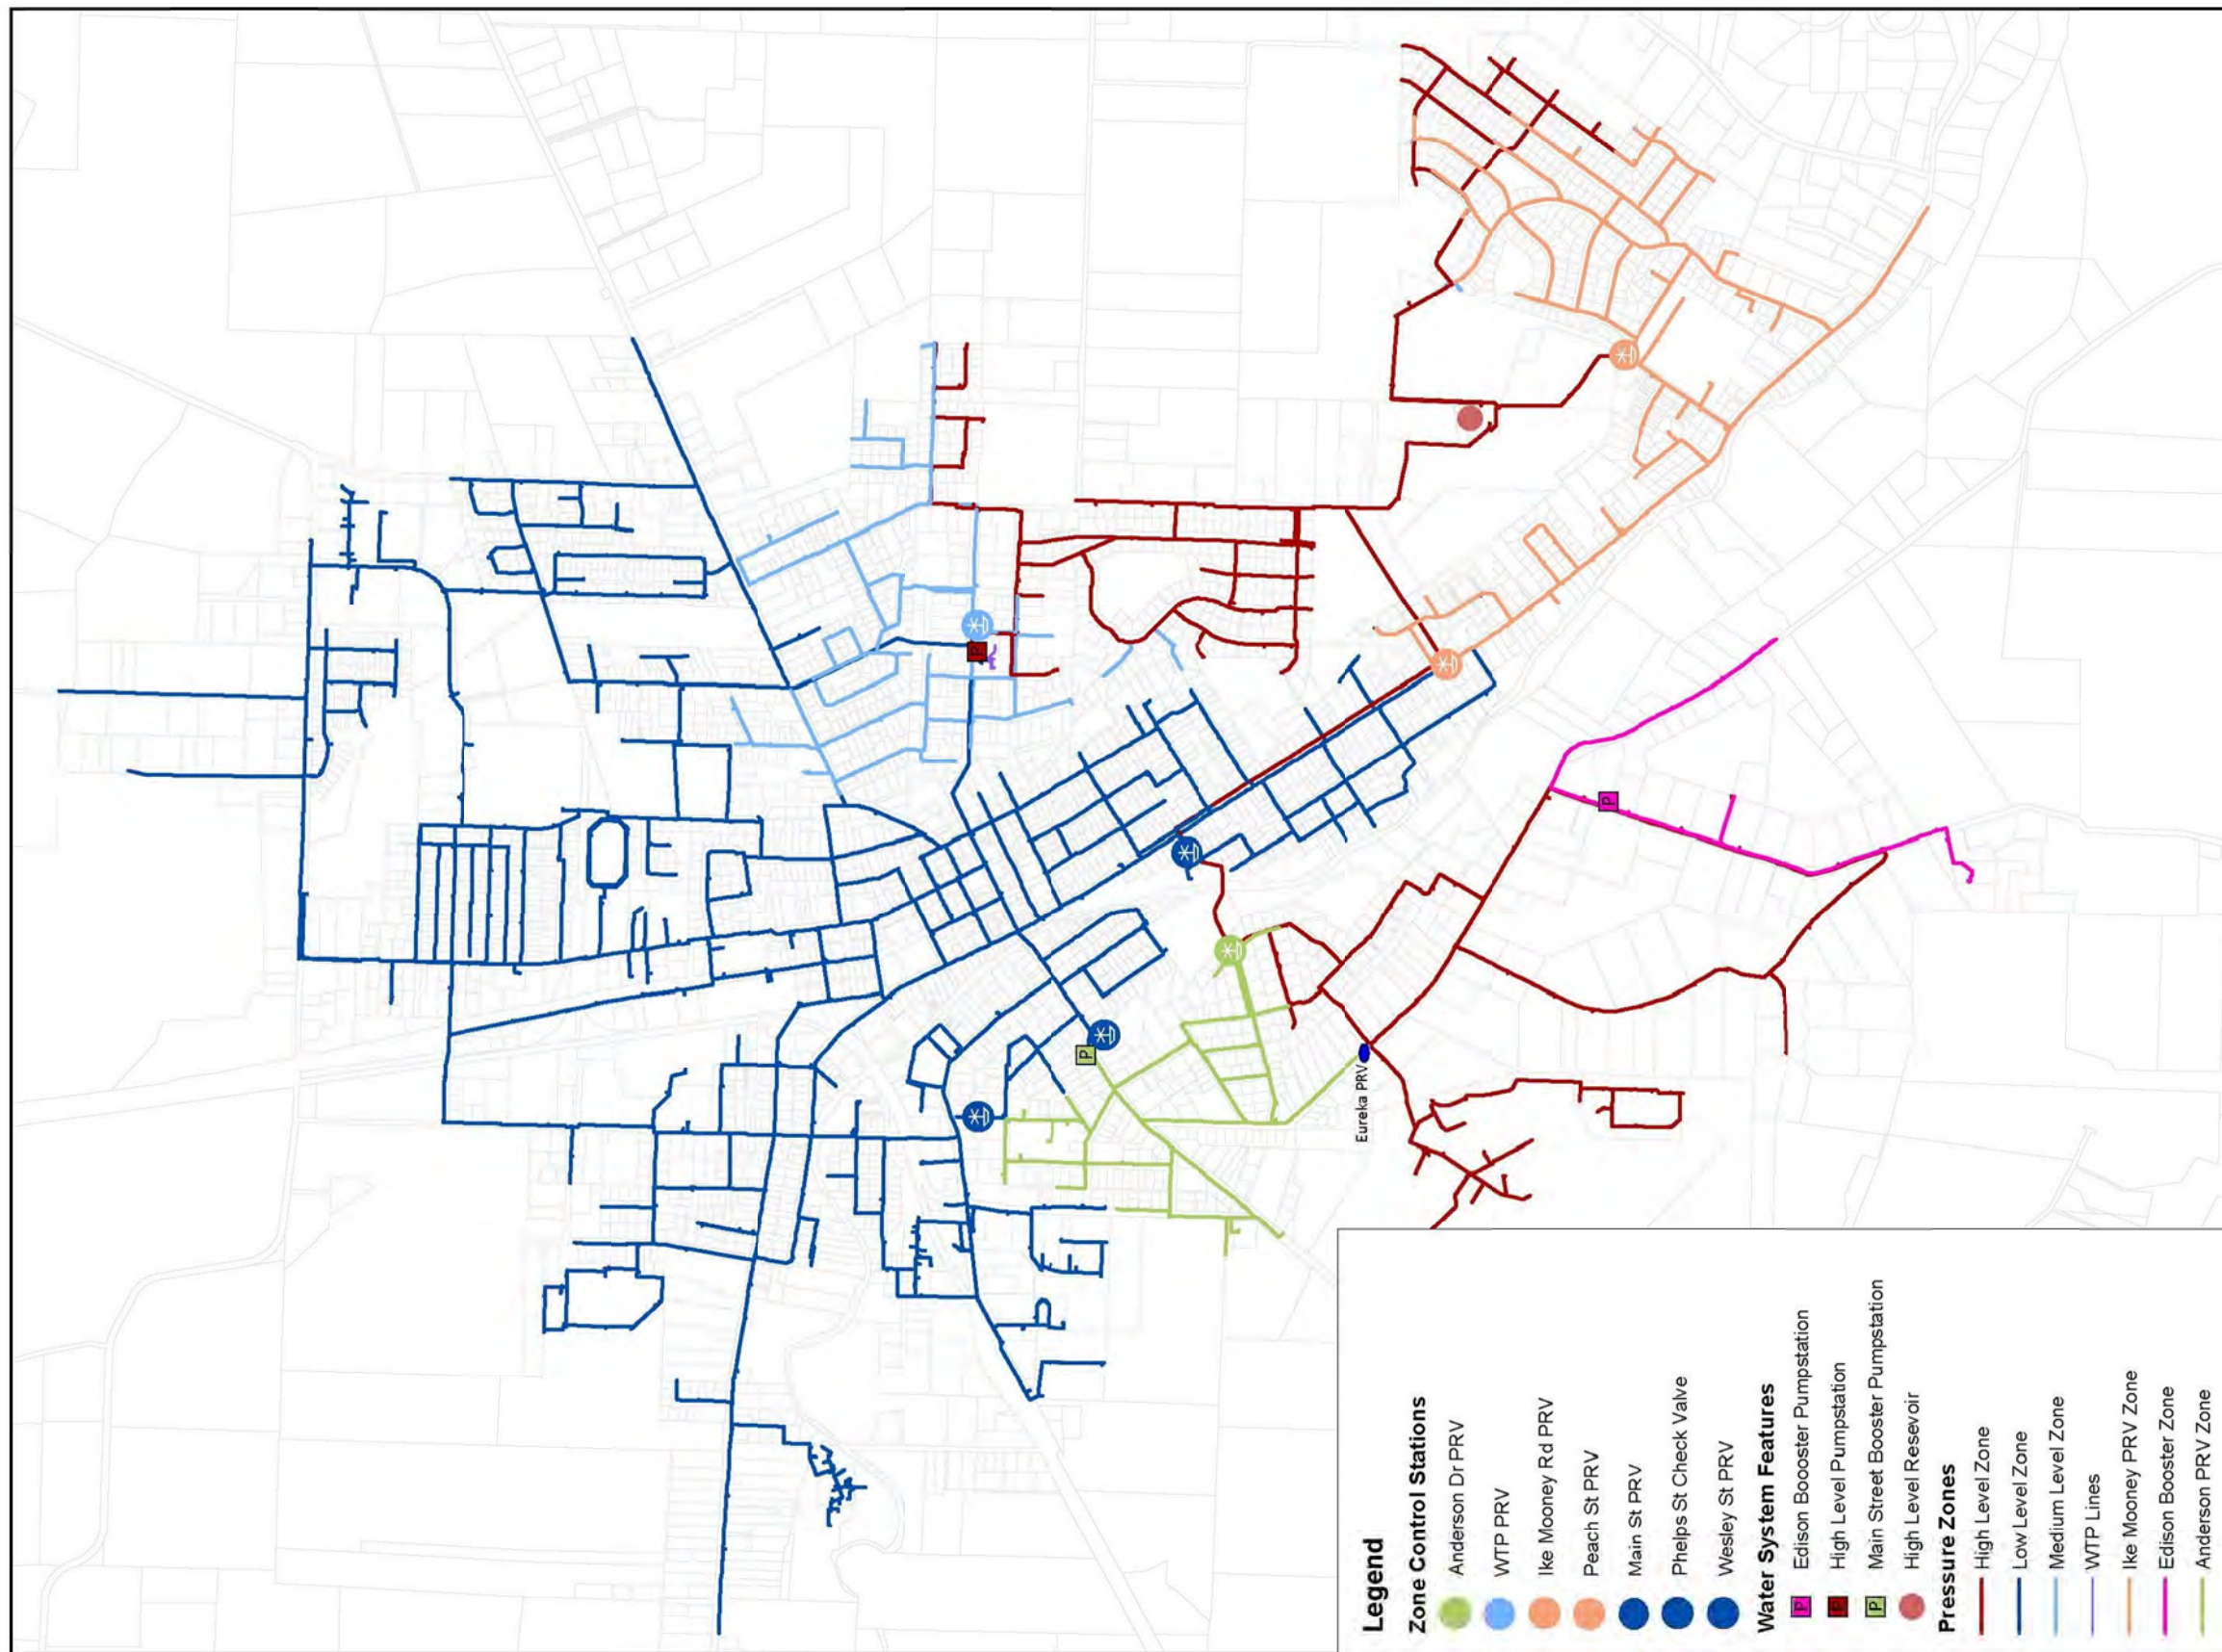 Eureka PRV
P
P
P
Legend
Zone Control Stations
Anderson Dr PRV
WTP PRV
Ike Mooney Rd PRV
Peach St PRV
Main St PRV
Phelps St Check Valve
Wesley St PRV
Water System Features
P Edison Boooster Pumpstation
P High Level Pumpstation
P Main Street Booster Pumpstation
High Level Resevoir
Pressure Zones
High Level Zone
Low Level Zone
Medium Level Zone
WTP Lines
Ike Mooney PRV Zone
Edison Booster Zone
Anderson PRV Zone